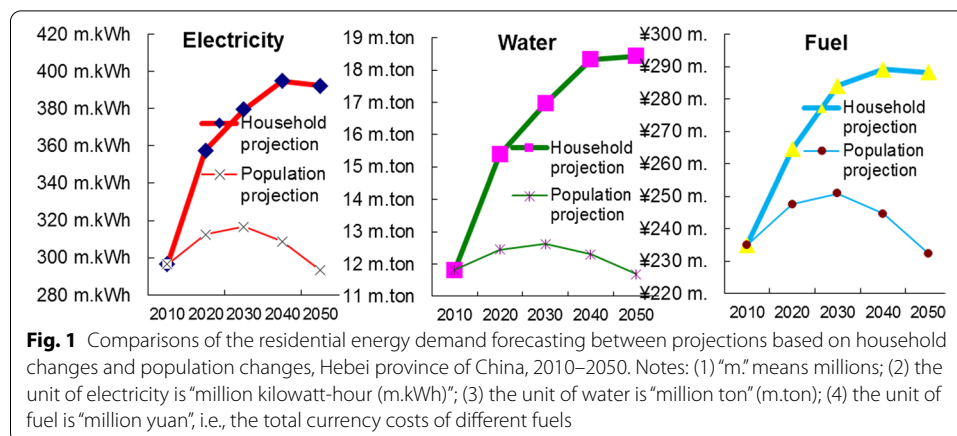 Electricity
420 m.kWh
400 m.kWh
380 m.kWh
360 m.kWh
340 m.kWh
320 m.kWh
300 m.kWh
280 m.kWh
Household
projection
Population
projection
2010 2020 2030 2040 2050
Water
19 m.ton
18 m.ton
17 m.ton
16 m.ton
15 m.ton
14 m.ton
13 m.ton
12 m.ton
11 m.ton
Household
projection
Population
projection
2010 2020 2030 2040 2050
Fuel
¥300 m.
¥290 m.
¥280 m.
¥270 m.
¥260 m.
¥250 m.
¥240 m.
¥230 m.
¥220 m.
Household
projection
Population
projection
2010 2020 2030 2040 2050
Fig. 1 Comparisons of the residential energy demand forecasting between projections based on household
changes and population changes, Hebei province of China, 2010–2050. Notes: (1) “m.” means millions; (2) the
unit of electricity is “million kilowatt-hour (m.kWh)”; (3) the unit of water is “million ton” (m.ton); (4) the unit of
fuel is “million yuan”, i.e., the total currency costs of different fuels